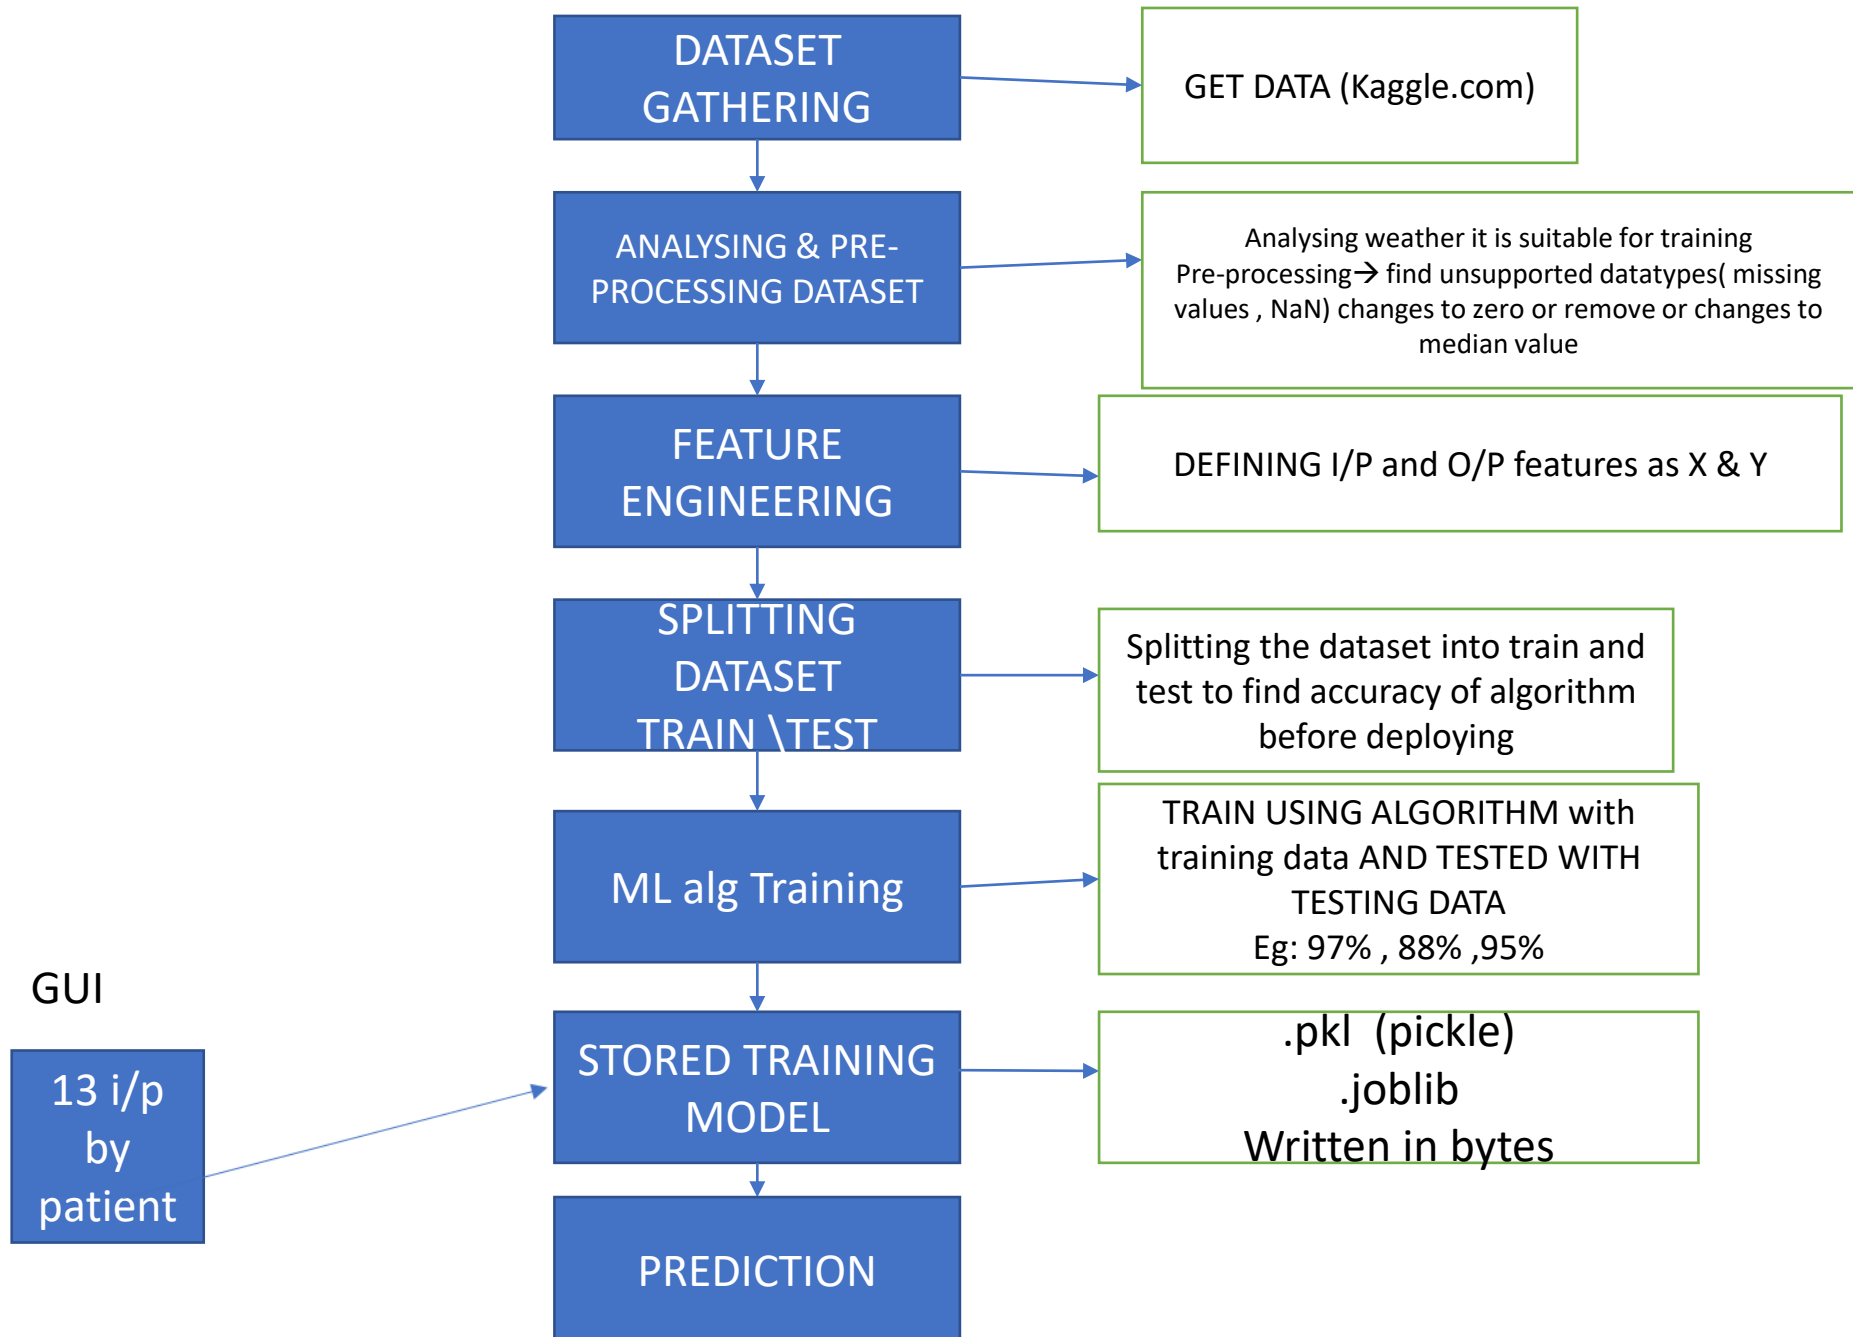 DATASET
GATHERING
GET DATA (Kaggle.com)
ANALYSING & PRE-
PROCESSING DATASET
Analysing weather it is suitable for training
Pre-processing→ find unsupported datatypes( missing
values , NaN) changes to zero or remove or changes to
median value
FEATURE
ENGINEERING
DEFINING I/P and O/P features as X & Y
SPLITTING
DATASET
TRAIN \TEST
Splitting the dataset into train and
test to find accuracy of algorithm
before deploying
ML alg Training
TRAIN USING ALGORITHM with
training data AND TESTED WITH
TESTING DATA
Eg: 97% , 88% ,95%
GUI
13 i/p
by
patient
STORED TRAINING
MODEL
.pkl (pickle)
.joblib
Written in bytes
PREDICTION